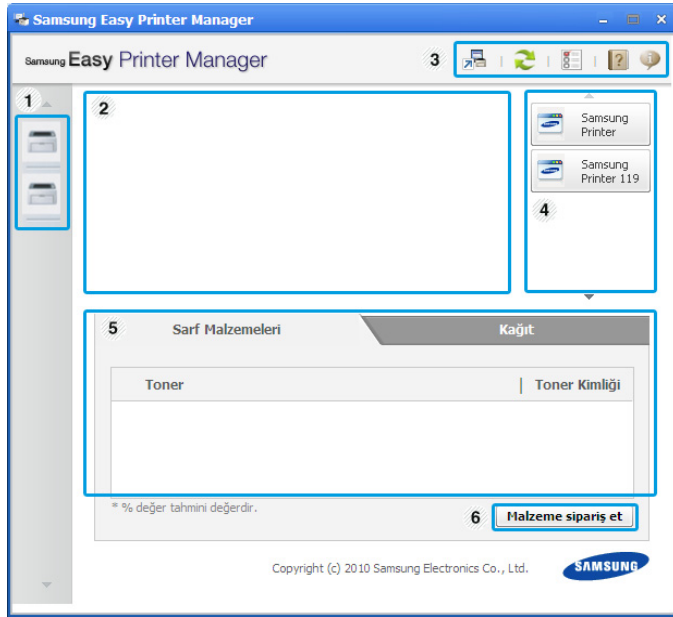 Samsung Easy Printer Manager
Samsung Easy Printer Manager
3
?
1
2
Samsung
Printer
Samsung
Printer 119
4
5 Sarf Malzemeleri Kağıt
Toner Toner Kimliği
* % değer tahmini değerdir.
6 Malzeme sipariş et
Copyright (c) 2010 Samsung Electronics Co., Ltd. SAMSUNG